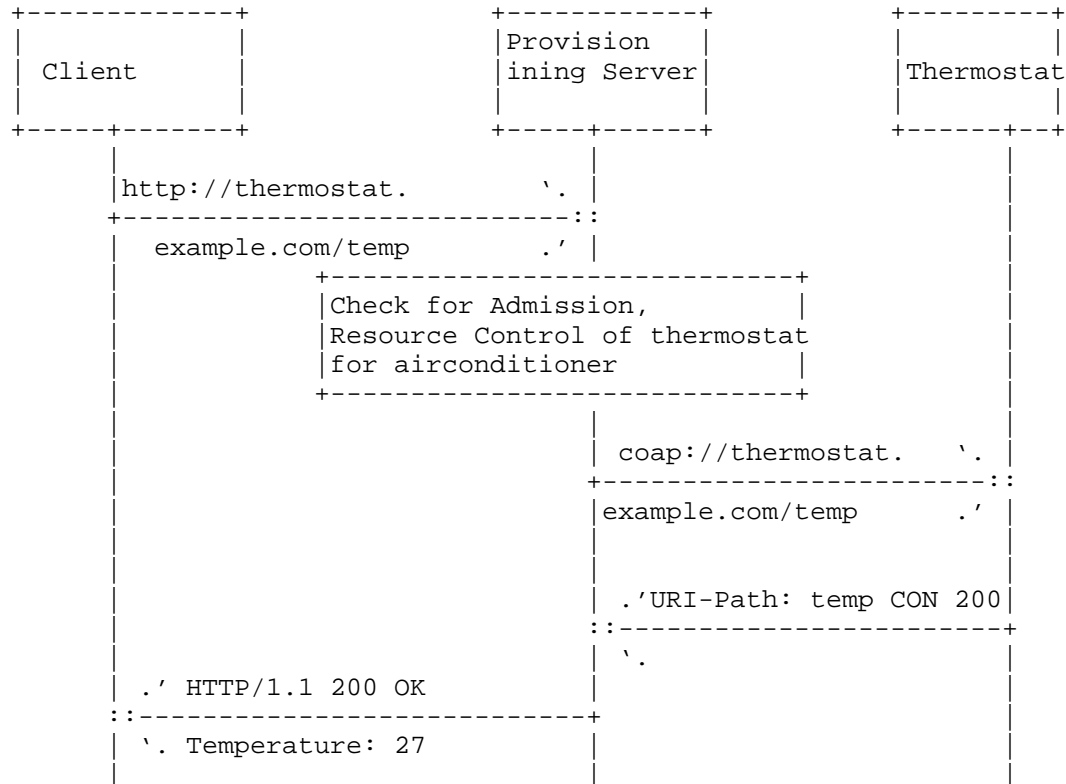 Provision
Client ining Server Thermostat
http://thermostat.
example.com/temp
Check for Admission,
Resource Control of thermostat
for airconditioner
coap://thermostat.
example.com/temp
URI-Path: temp CON 200
HTTP/1.1 200 OK
Temperature: 27